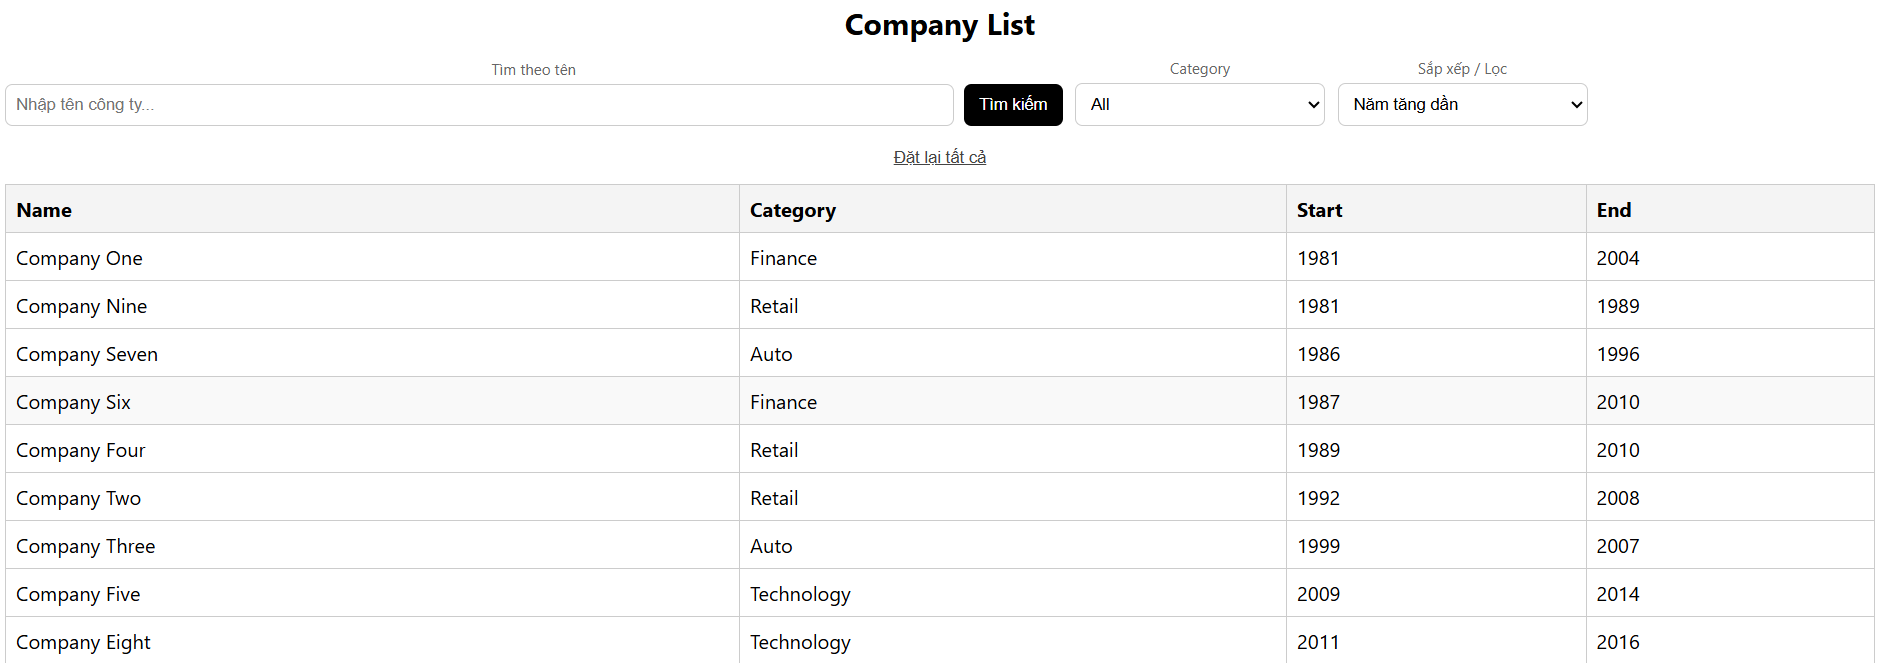 Company List
Tìm theo tên
Category
Sắp xếp / Lọc
Nhập tên công ty...
Tìm kiếm
All
Năm tăng dần
Đặt lại tất cả
Name Category Start End
Company One Finance 1981 2004
Company Nine Retail 1981 1989
Company Seven Auto 1986 1996
Company Six Finance 1987 2010
Company Four Retail 1989 2010
Company Two Retail 1992 2008
Company Three Auto 1999 2007
Company Five Technology 2009 2014
Company Eight Technology 2011 2016